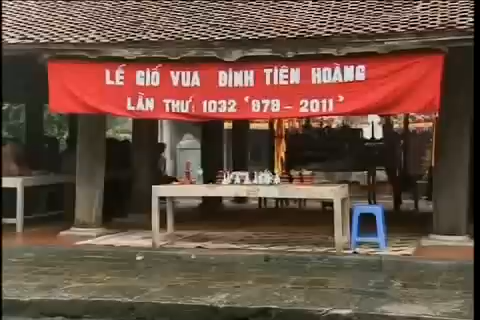 LỄ GIỖ VUA ĐINH TIÊN HOÀNG
LẦN THỨ: 1032 "979 - 2011"